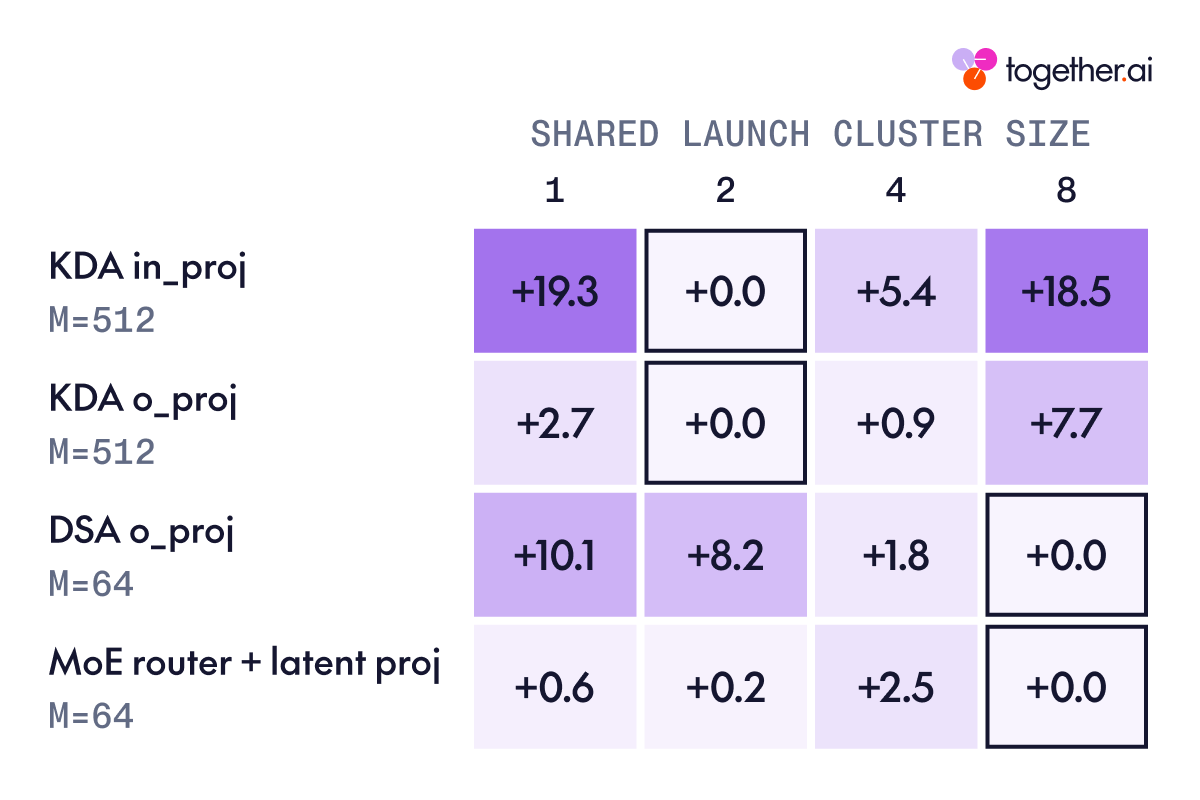 together.ai
SHARED LAUNCH CLUSTER SIZE
1 2 4 8
KDA in_proj
M=512
+19.3 +0.0 +5.4 +18.5
KDA o_proj
M=512
+2.7 +0.0 +0.9 +7.7
DSA o_proj
M=64
+10.1 +8.2 +1.8 +0.0
MoE router + latent proj
M=64
+0.6 +0.2 +2.5 +0.0